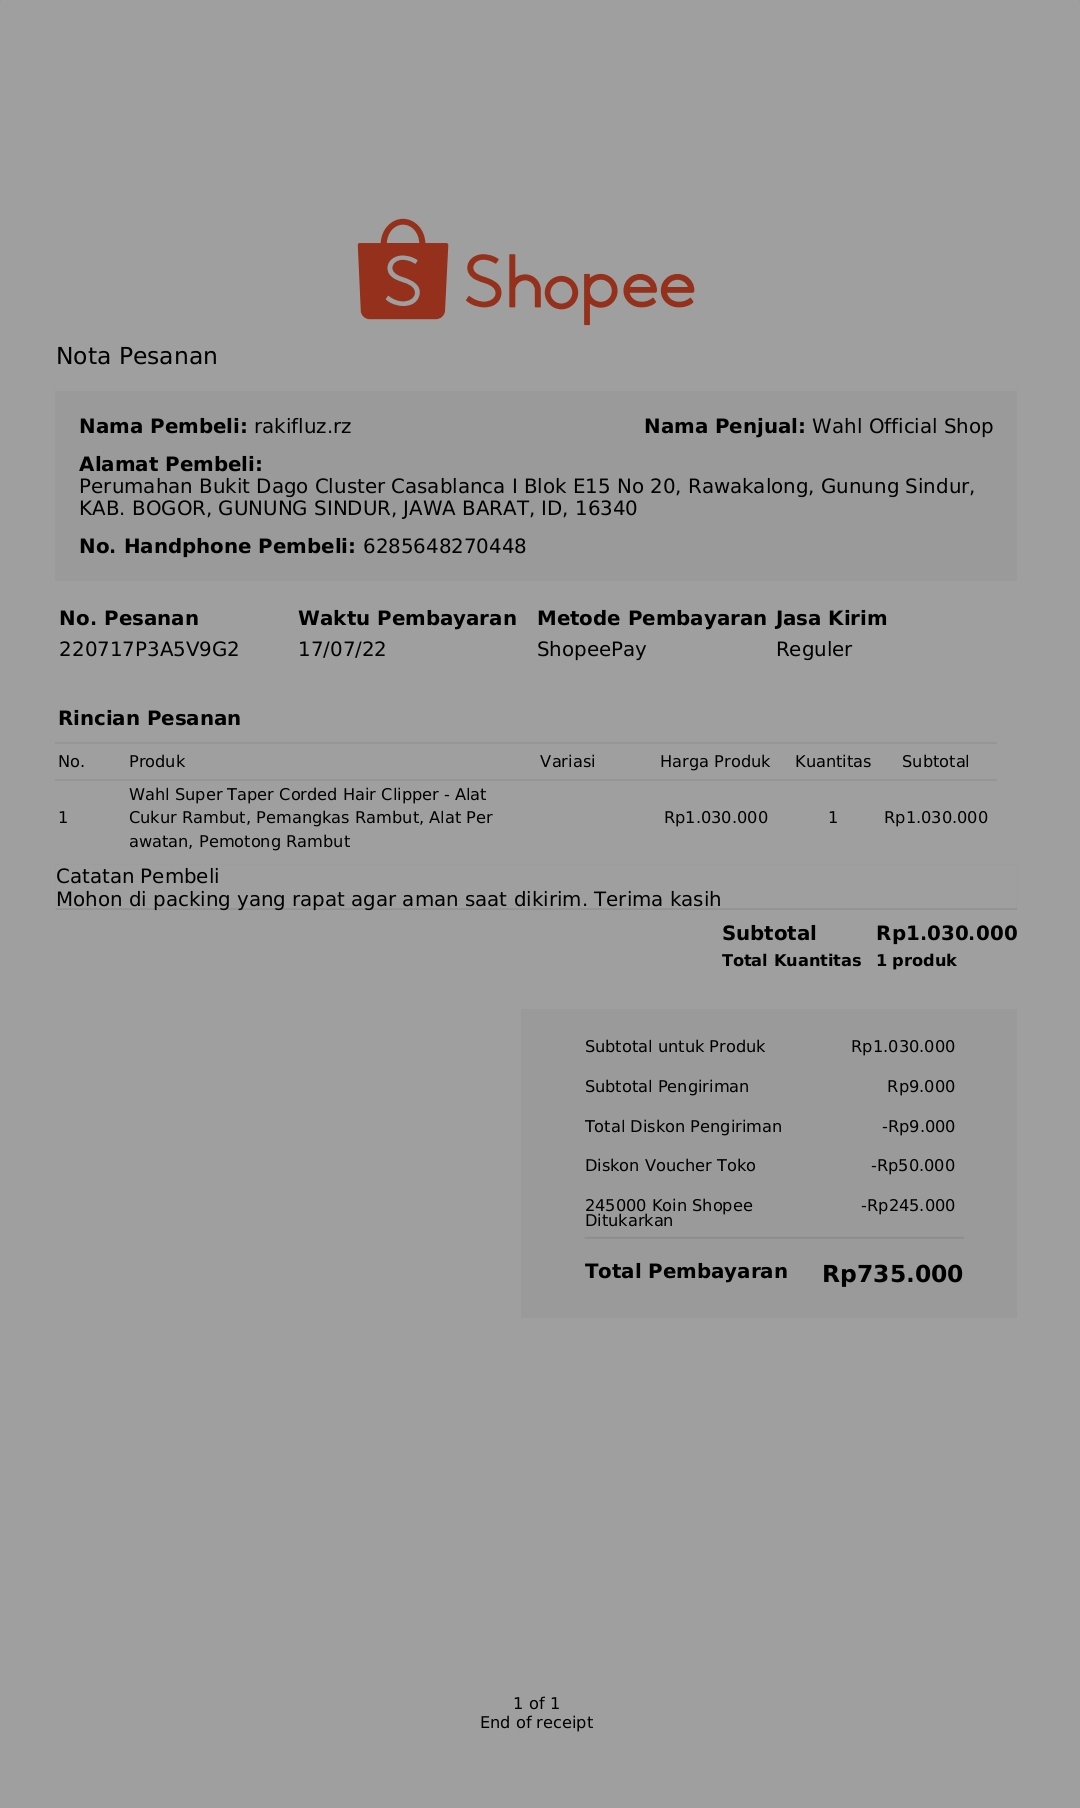 Shopee
Nota Pesanan
Nama Pembeli: rakifluz.rz Nama Penjual: Wahl Official Shop
Alamat Pembeli:
Perumahan Bukit Dago Cluster Casablanca I Blok E15 No 20, Rawakalong, Gunung Sindur,
KAB. BOGOR, GUNUNG SINDUR, JAWA BARAT, ID, 16340
No. Handphone Pembeli: 6285648270448
No. Pesanan Waktu Pembayaran Metode Pembayaran Jasa Kirim
220717P3A5V9G2 17/07/22 ShopeePay Reguler
Rincian Pesanan
No. Produk Variasi Harga Produk Kuantitas Subtotal
Wahl Super Taper Corded Hair Clipper - Alat
1 Cukur Rambut, Pemangkas Rambut, Alat Per Rp1.030.000 1 Rp1.030.000
awatan, Pemotong Rambut
Catatan Pembeli
Mohon di packing yang rapat agar aman saat dikirim. Terima kasih
Subtotal Rp1.030.000
Total Kuantitas 1 produk
Subtotal untuk Produk Rp1.030.000
Subtotal Pengiriman Rp9.000
Total Diskon Pengiriman -Rp9.000
Diskon Voucher Toko -Rp50.000
245000 Koin Shopee -Rp245.000
Ditukarkan
Total Pembayaran Rp735.000
1 of 1
End of receipt